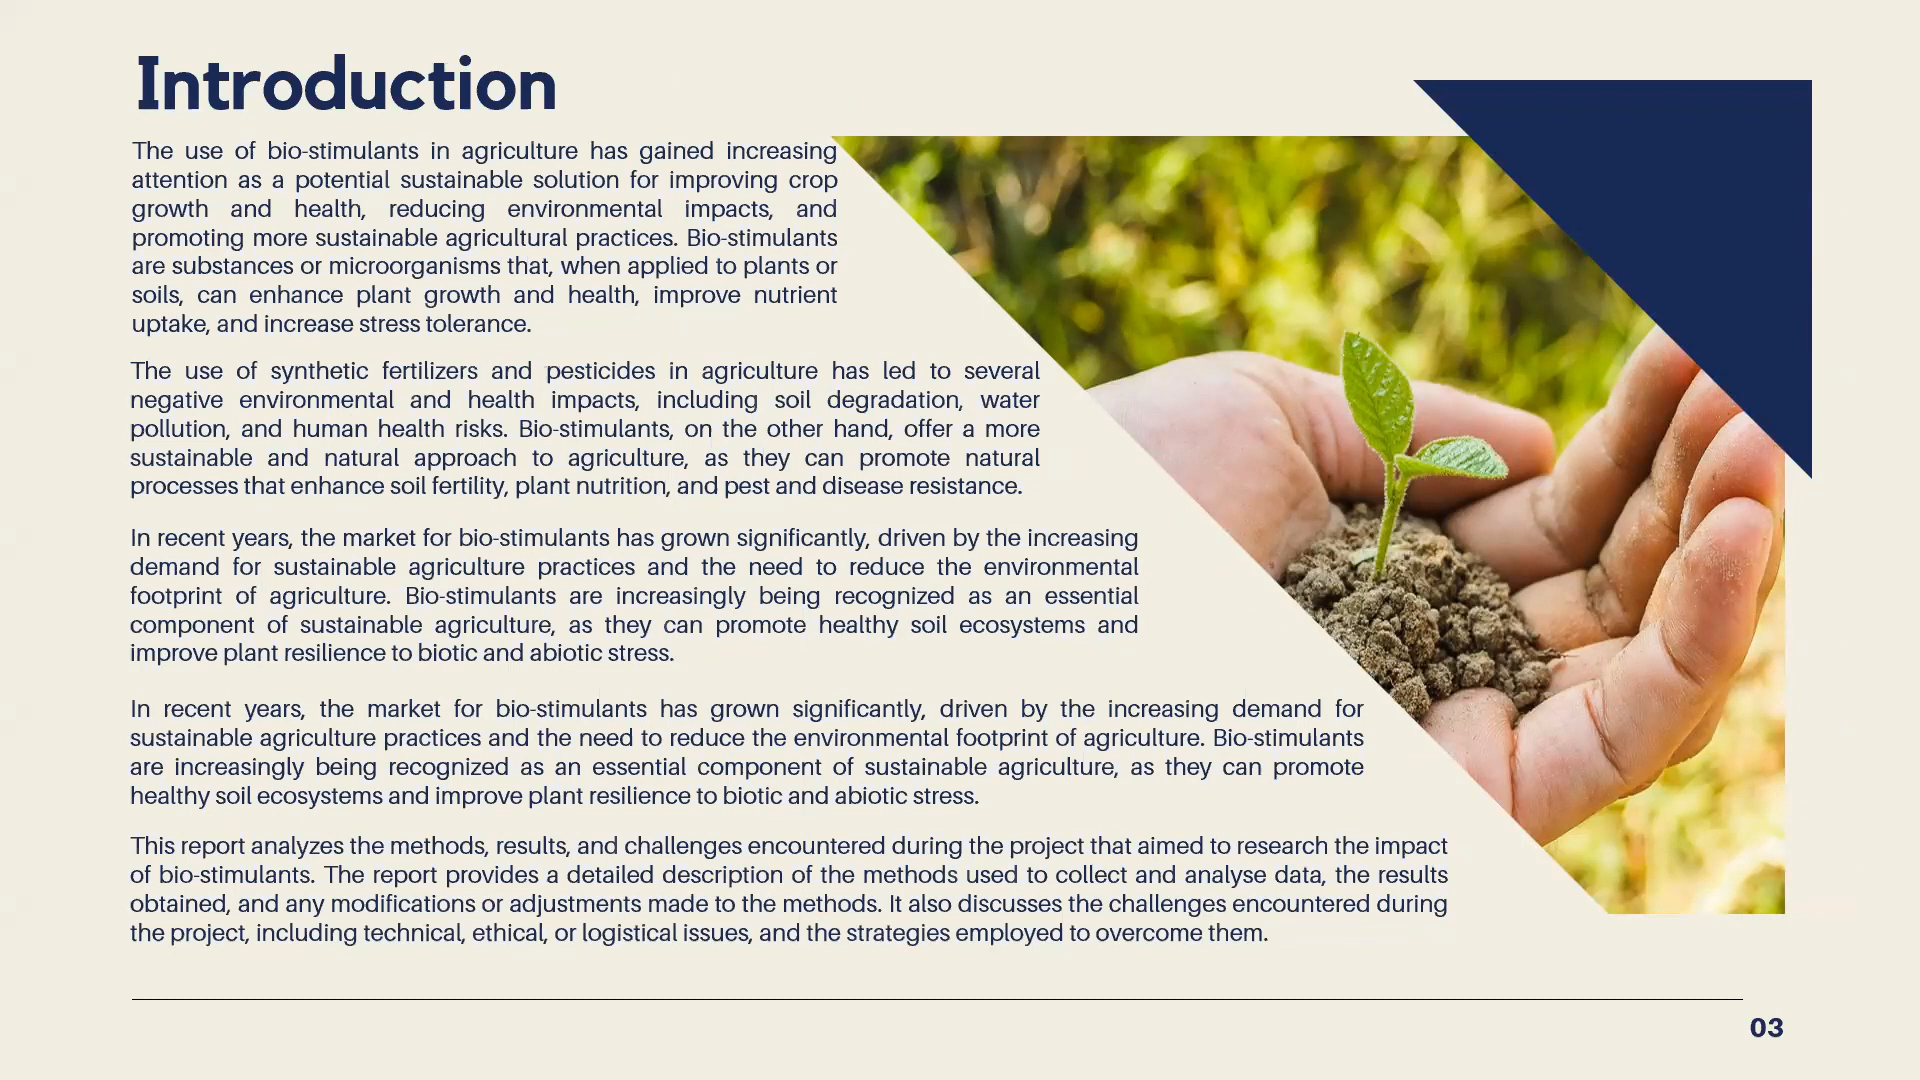 Introduction
The use of bio-stimulants in agriculture has gained increasing
attention as a potential sustainable solution for improving crop
growth and health, reducing environmental impacts, and
promoting more sustainable agricultural practices. Bio-stimulants
are substances or microorganisms that, when applied to plants or
soils, can enhance plant growth and health, improve nutrient
uptake, and increase stress tolerance.
The use of synthetic fertilizers and pesticides in agriculture has led to several
negative environmental and health impacts, including soil degradation, water
pollution, and human health risks. Bio-stimulants, on the other hand, offer a more
sustainable and natural approach to agriculture, as they can promote natural
processes that enhance soil fertility, plant nutrition, and pest and disease resistance.
In recent years, the market for bio-stimulants has grown significantly, driven by the increasing
demand for sustainable agriculture practices and the need to reduce the environmental
footprint of agriculture. Bio-stimulants are increasingly being recognized as an essential
component of sustainable agriculture, as they can promote healthy soil ecosystems and
improve plant resilience to biotic and abiotic stress.
In recent years, the market for bio-stimulants has grown significantly, driven by the increasing demand for
sustainable agriculture practices and the need to reduce the environmental footprint of agriculture. Bio-stimulants
are increasingly being recognized as an essential component of sustainable agriculture, as they can promote
healthy soil ecosystems and improve plant resilience to biotic and abiotic stress.
This report analyzes the methods, results, and challenges encountered during the project that aimed to research the impact
of bio-stimulants. The report provides a detailed description of the methods used to collect and analyse data, the results
obtained, and any modifications or adjustments made to the methods. It also discusses the challenges encountered during
the project, including technical, ethical, or logistical issues, and the strategies employed to overcome them.
03